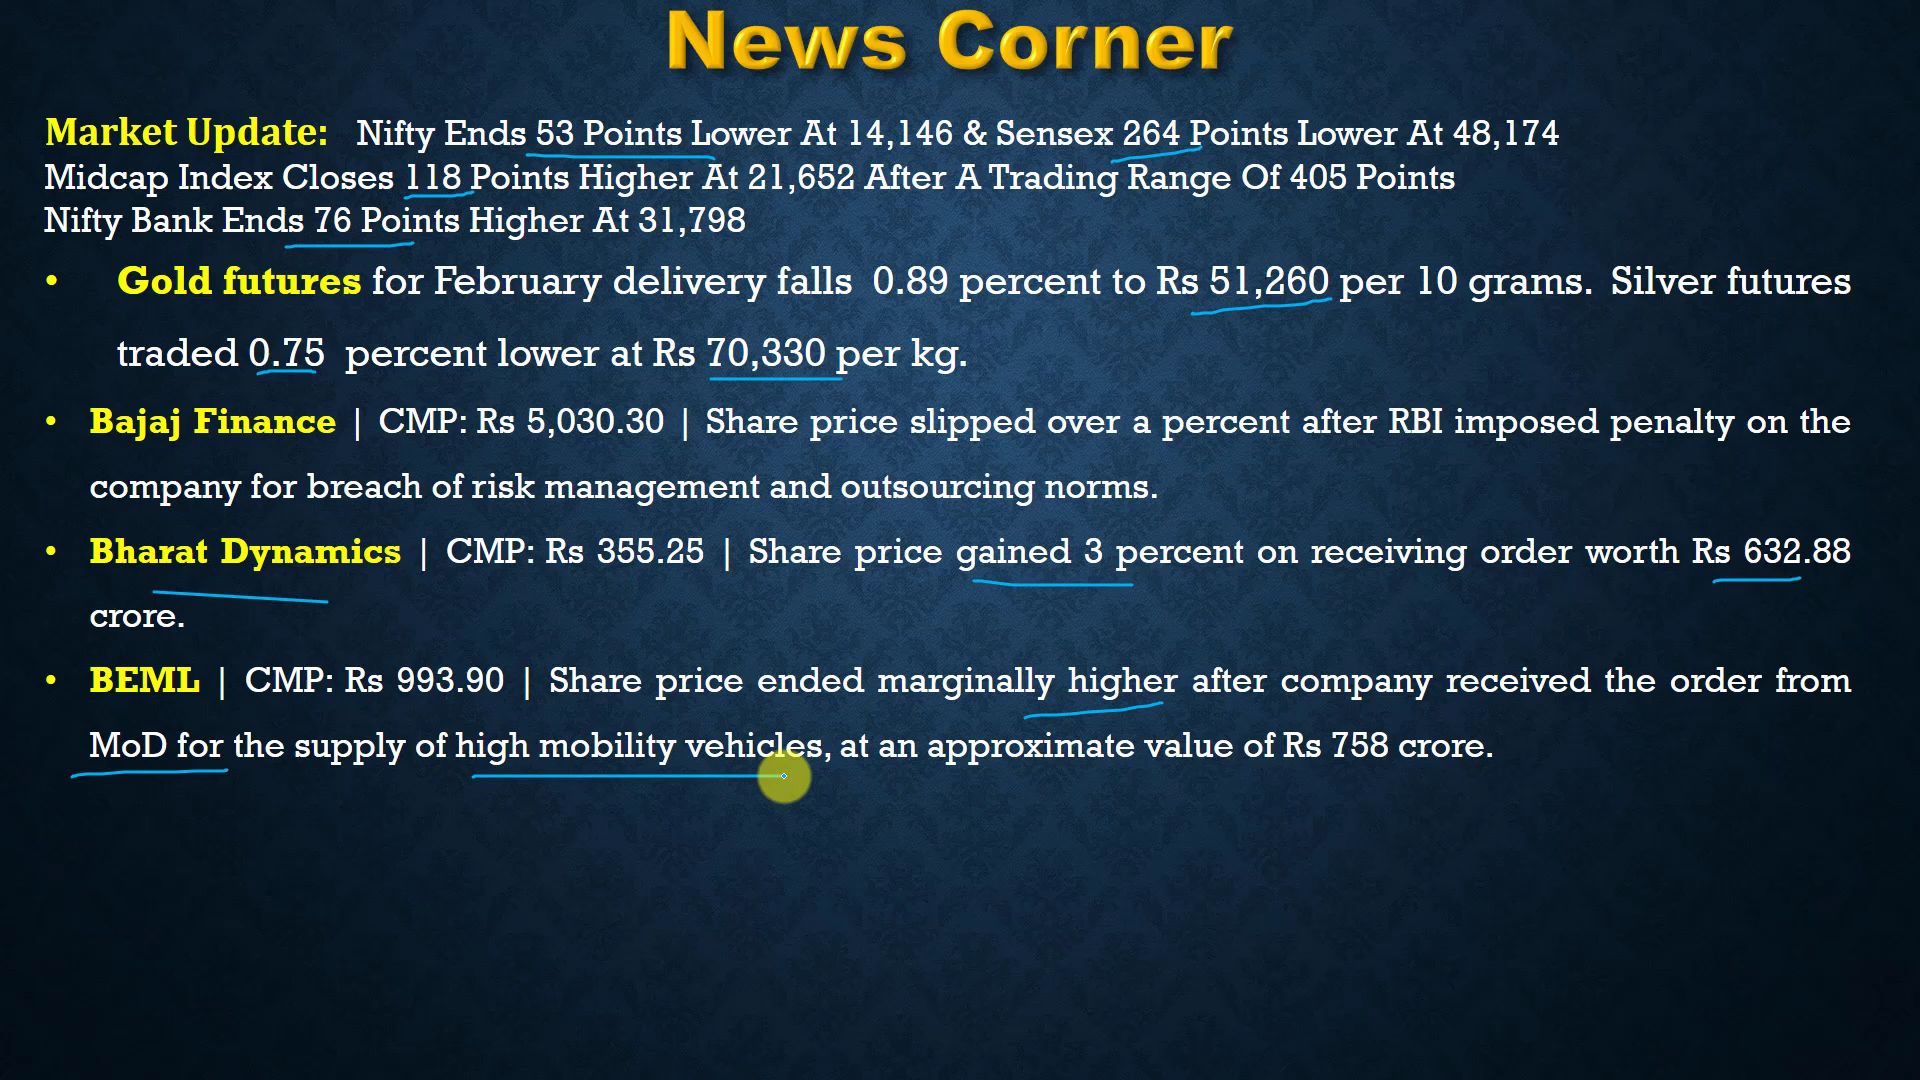 News Corner
Market Update: Nifty Ends 53 Points Lower At 14,146 & Sensex 264 Points Lower At 48,174
Midcap Index Closes 118 Points Higher At 21,652 After A Trading Range Of 405 Points
Nifty Bank Ends 76 Points Higher At 31,798
• Gold futures for February delivery falls 0.89 percent to Rs 51,260 per 10 grams. Silver futures
traded 0.75 percent lower at Rs 70,330 per kg.
• Bajaj Finance | CMP: Rs 5,030.30 | Share price slipped over a percent after RBI imposed penalty on the
company for breach of risk management and outsourcing norms.
• Bharat Dynamics | CMP: Rs 355.25 | Share price gained 3 percent on receiving order worth Rs 632.88
crore.
• BEML | CMP: Rs 993.90 | Share price ended marginally higher after company received the order from
MoD for the supply of high mobility vehicles, at an approximate value of Rs 758 crore.